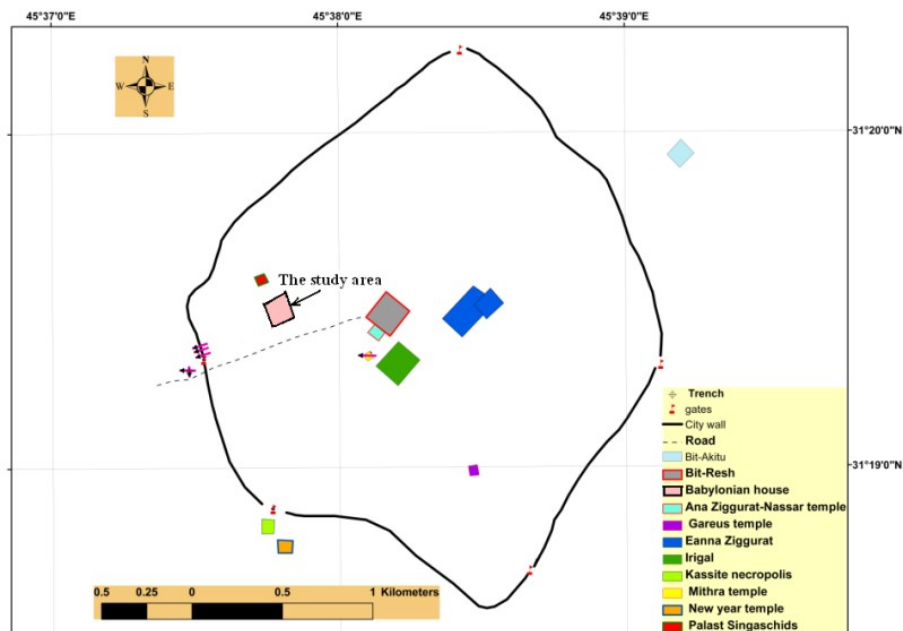 45°37'0"E 45°38'0"E 45°39'0"E
N
W E
S
31°20'0"N
The study area
31°19'0"N
Trench
gates
City wall
Road
Bit-Akitu
Bit-Resh
Babylonian house
Ana Ziggurat-Nassar temple
Gareus temple
Eanna Ziggurat
Irigal
Kassite necropolis
Mithra temple
New year temple
Palast Singaschids
0.5 0.25 0 0.5 1 Kilometers